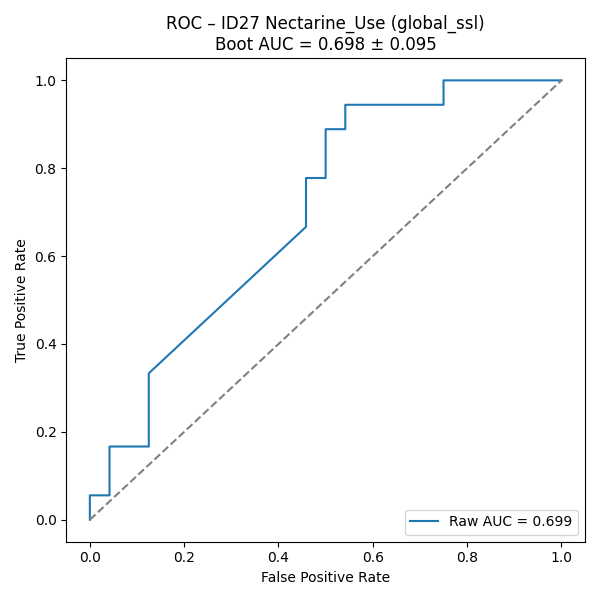 ROC – ID27 Nectarine_Use (global_ssl)
Boot AUC = 0.698 ± 0.095
True Positive Rate
1.0
0.8
0.6
0.4
0.2
0.0
Raw AUC = 0.699
0.0 0.2 0.4 0.6 0.8 1.0
False Positive Rate